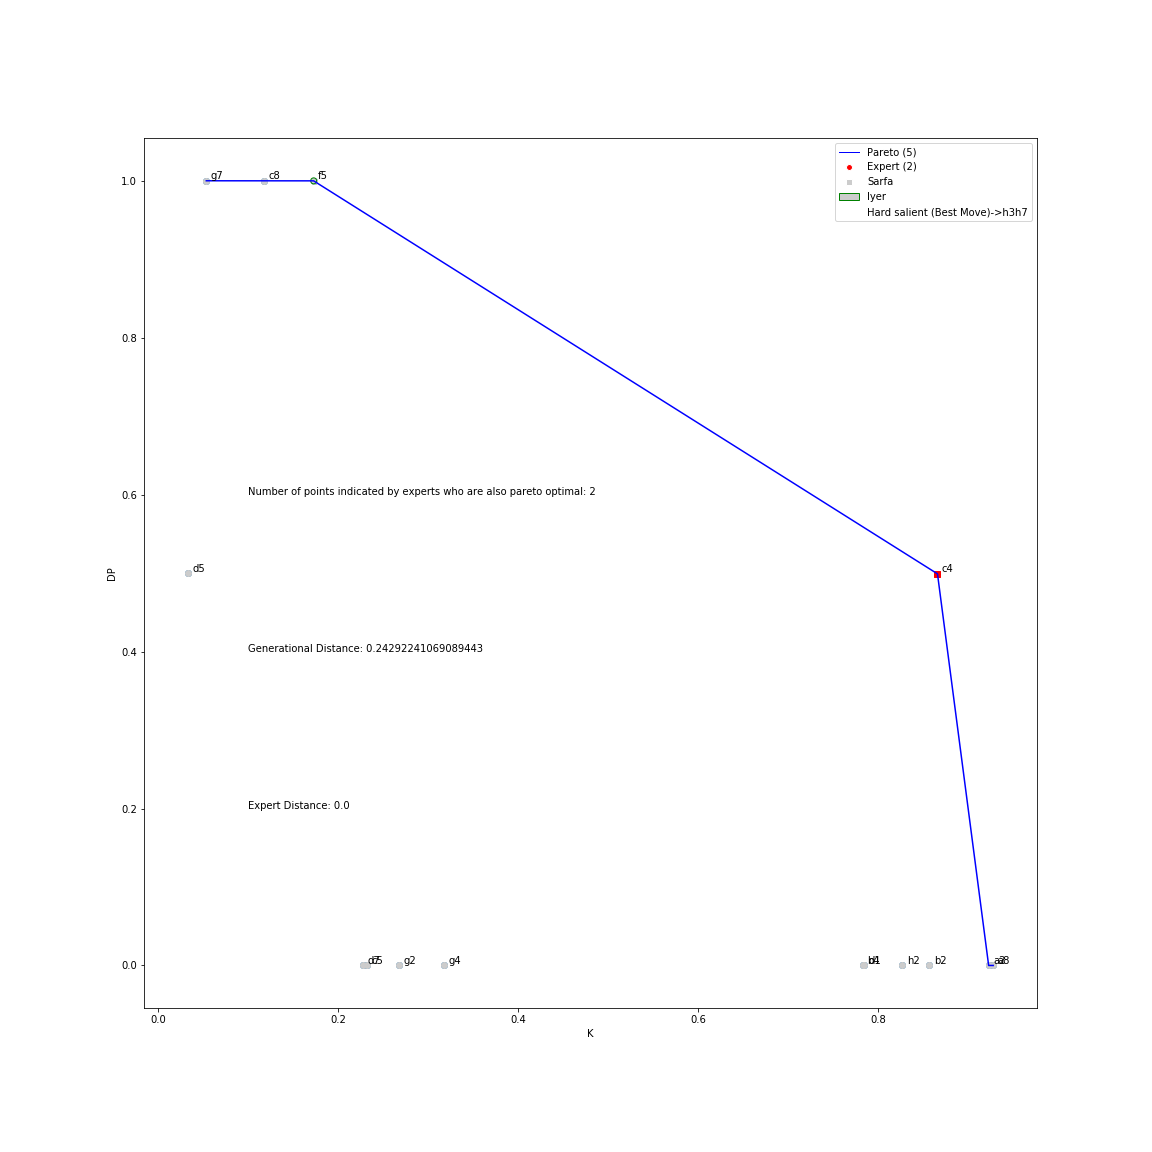 Pareto (5)
Expert (2)
Sarfa
Iyer
Hard salient (Best Move)->h3h7
1.0
g7
c8
f5
0.8
0.6
Number of points indicated by experts who are also pareto optimal: 2
DP
d5
c4
0.4
Generational Distance: 0.24292241069089443
0.2
Expert Distance: 0.0
0.0
g2
g4
h2
b2
0.0
0.2
0.4
0.6
0.8
K